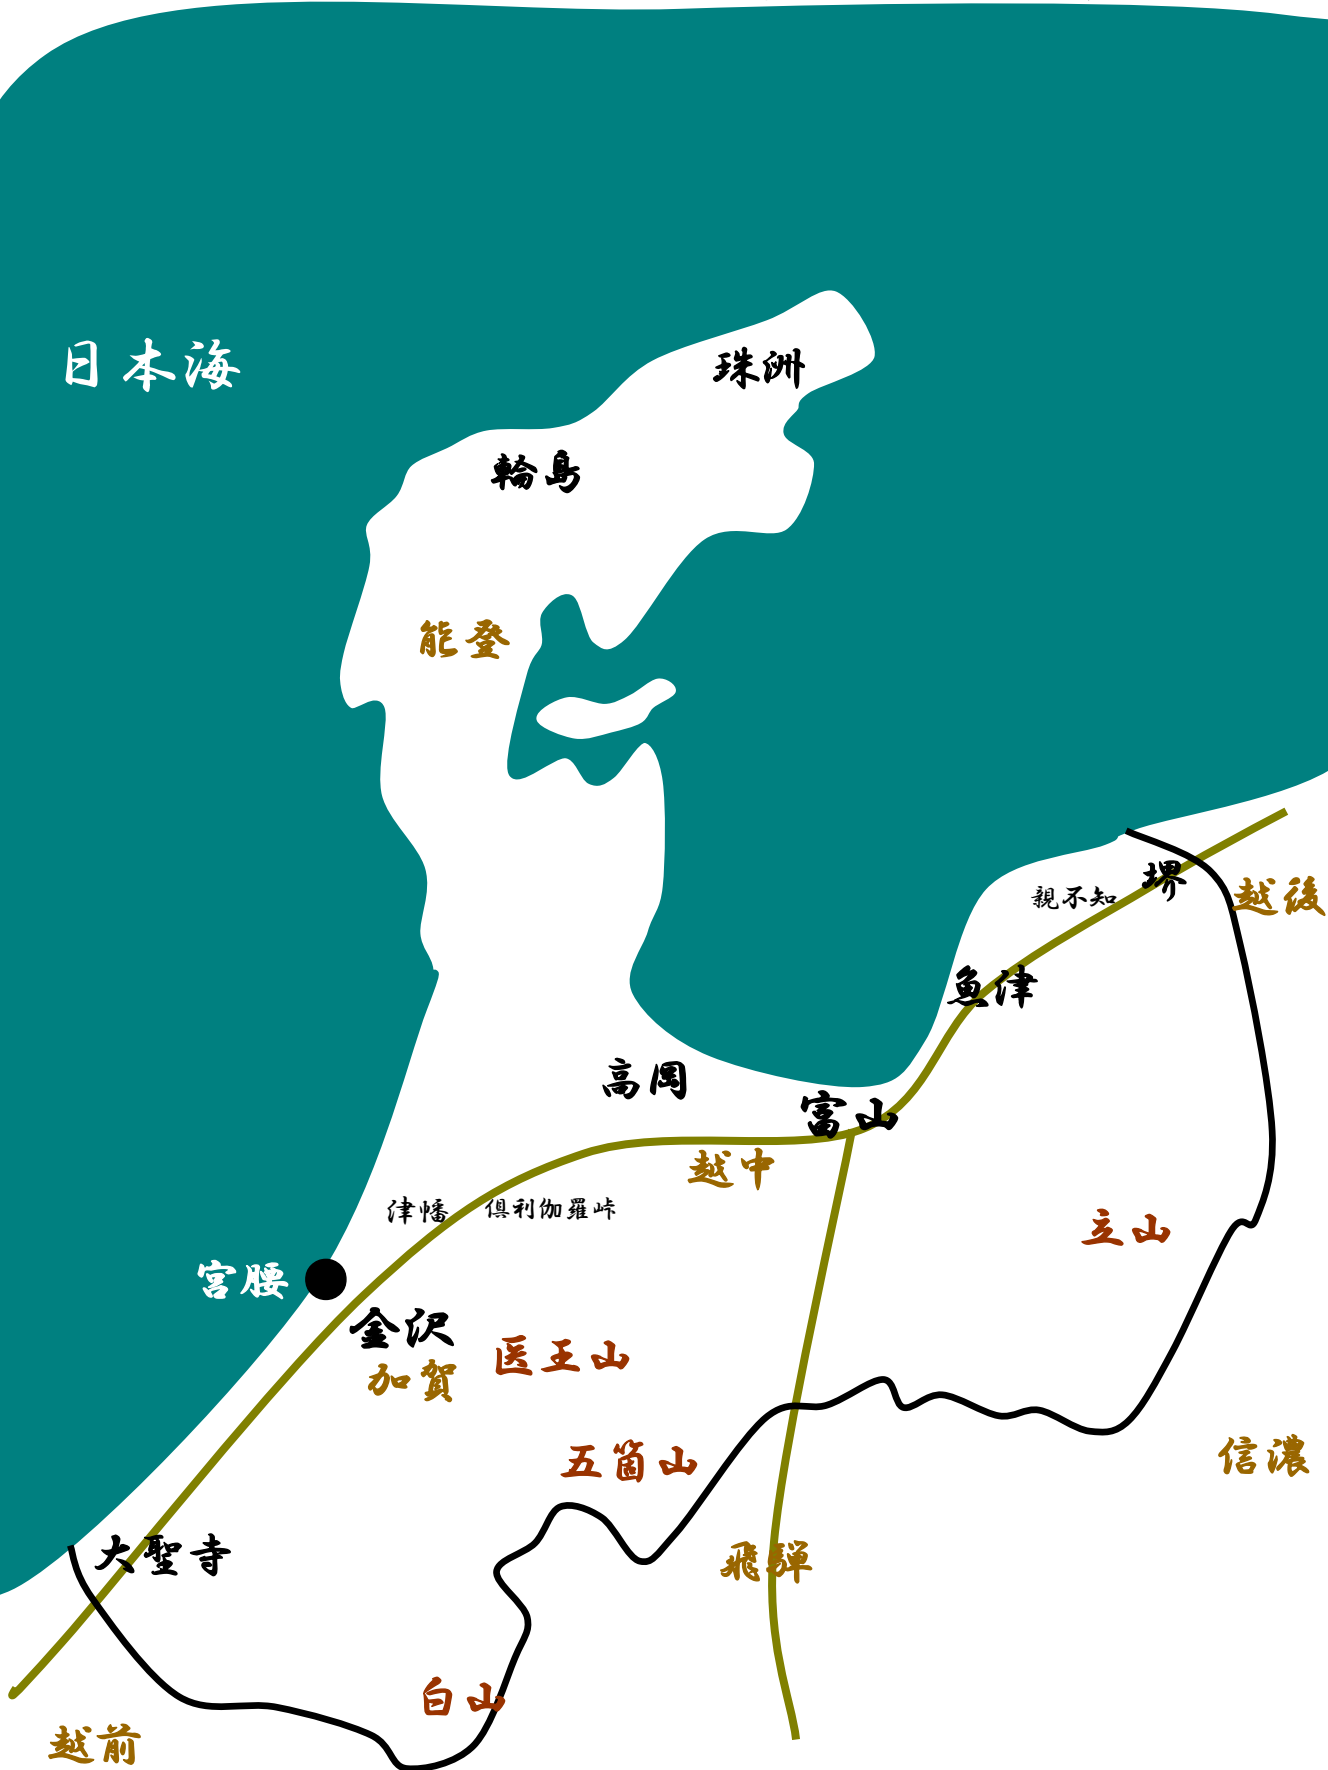 日本海
珠洲
輪島
能登
堺
親不知
越後
魚津
高岡
富山
越中
津幡
倶利伽羅峠
立山
宮腰
金沢
加賀
医王山
五箇山
信濃
大聖寺
飛騨
白山
越前